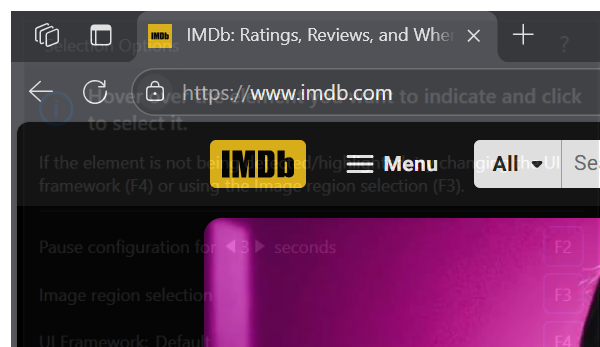 IMDb IMDb: Ratings, Reviews, and Wher
Selection Options ?
https://www.imdb.com
Hover over the element you want to indicate and click
to select it.
IMDb Menu All Se
If the element is not being detected/highlighted changing the UI
framework (F4) or using the Image region selection (F3).
Pause configuration for 3 seconds F2
Image region selection F3
UI Framework: Default F4